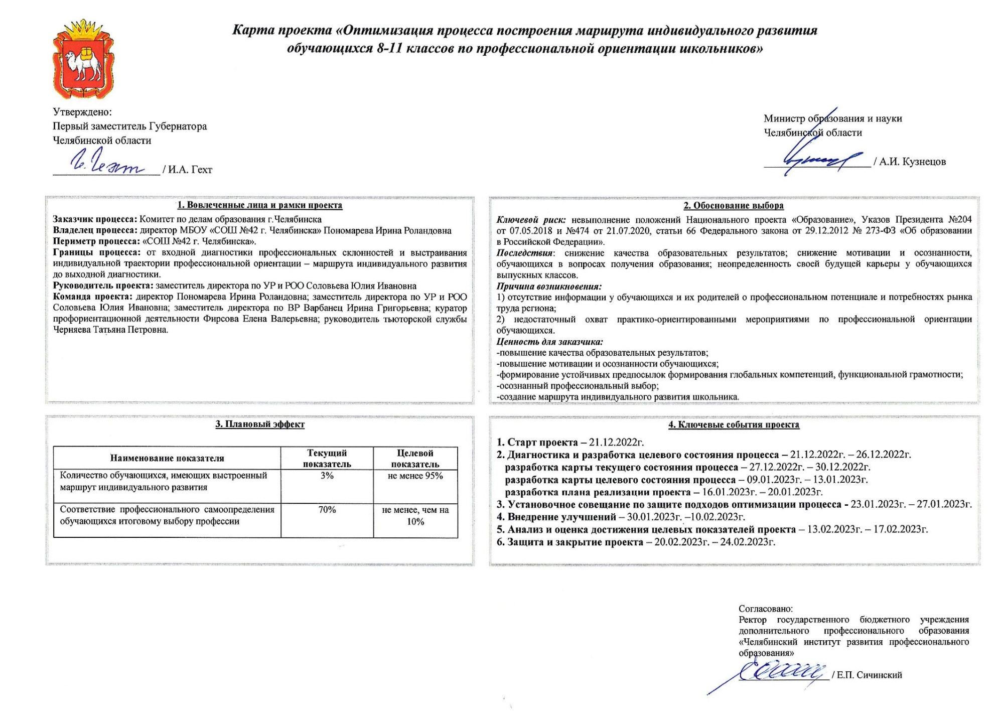 Карта проекта «Оптимизация процесса построения маршрута индивидуального развития
обучающихся 8-11 классов по профессиональной ориентации школьников»
Утверждено:
Первый заместитель Губернатора
Челябинской области
/ И.А. Гехт
Министр образования и науки
Челябинской области
/ А.И. Кузнецов
1. Вовлеченные лица и рамки проекта
Заказчик процесса: Комитет по делам образования г.Челябинска
Владелец процесса: директор МБОУ «СОШ №42 г. Челябинска» Пономарева Ирина Роландовна
Периметр процесса: «СОШ №42 г. Челябинска».
Границы процесса: от входной диагностики профессиональных склонностей и выстраивания
индивидуальной траектории профессиональной ориентации – маршрута индивидуального развития
до выходной диагностики.
Руководитель проекта: заместитель директора по УР и РОО Соловьева Юлия Ивановна
Команда проекта: директор Пономарева Ирина Роландовна; заместитель директора по УР и РОО
Соловьева Юлия Ивановна; заместитель директора по ВР Варбанец Ирина Григорьевна; куратор
профориентационной деятельности Фирсова Елена Валерьевна; руководитель тьюторской службы
Черняева Татьяна Петровна.
2. Обоснование выбора
Ключевой риск: невыполнение положений Национального проекта «Образование», Указов Президента №204
от 07.05.2018 и №474 от 21.07.2020, статьи 66 Федерального закона от 29.12.2012 № 273-ФЗ «Об образовании
в Российской Федерации».
Последствия: снижение качества образовательных результатов; снижение мотивации и осознанности,
обучающихся в вопросах получения образования; неопределенность своей будущей карьеры у обучающихся
выпускных классов.
Причина возникновения:
1) отсутствие информации у обучающихся и их родителей о профессиональном потенциале и потребностях рынка
труда региона;
2) недостаточный охват практико-ориентированными мероприятиями по профессиональной ориентации
обучающихся.
Ценность для заказчика:
-повышение качества образовательных результатов;
-повышение мотивации и осознанности обучающихся;
-формирование устойчивых предпосылок формирования глобальных компетенций, функциональной грамотности;
-осознанный профессиональный выбор;
-создание маршрута индивидуального развития школьника.
3. Плановый эффект
Наименование показателя
Текущий
показатель
Целевой
показатель
Количество обучающихся, имеющих выстроенный
маршрут индивидуального развития
3%
не менее 95%
Соответствие профессионального самоопределения
обучающихся итоговому выбору профессии
70%
не менее, чем на
10%
4. Ключевые события проекта
1. Старт проекта – 21.12.2022г.
2. Диагностика и разработка целевого состояния процесса – 21.12.2022г. – 26.12.2022г.
разработка карты текущего состояния процесса – 27.12.2022г. – 30.12.2022г.
разработка карты целевого состояния процесса – 09.01.2023г. – 13.01.2023г.
разработка плана реализации проекта – 16.01.2023г. – 20.01.2023г.
3. Установочное совещание по защите подходов оптимизации процесса - 23.01.2023г. – 27.01.2023г.
4. Внедрение улучшений – 30.01.2023г. –10.02.2023г.
5. Анализ и оценка достижения целевых показателей проекта – 13.02.2023г. – 17.02.2023г.
6. Защита и закрытие проекта – 20.02.2023г. – 24.02.2023г.
Согласовано:
Ректор государственного бюджетного учреждения
дополнительного профессионального образования
«Челябинский институт развития профессионального
образования»
/ Е.П. Сичинский